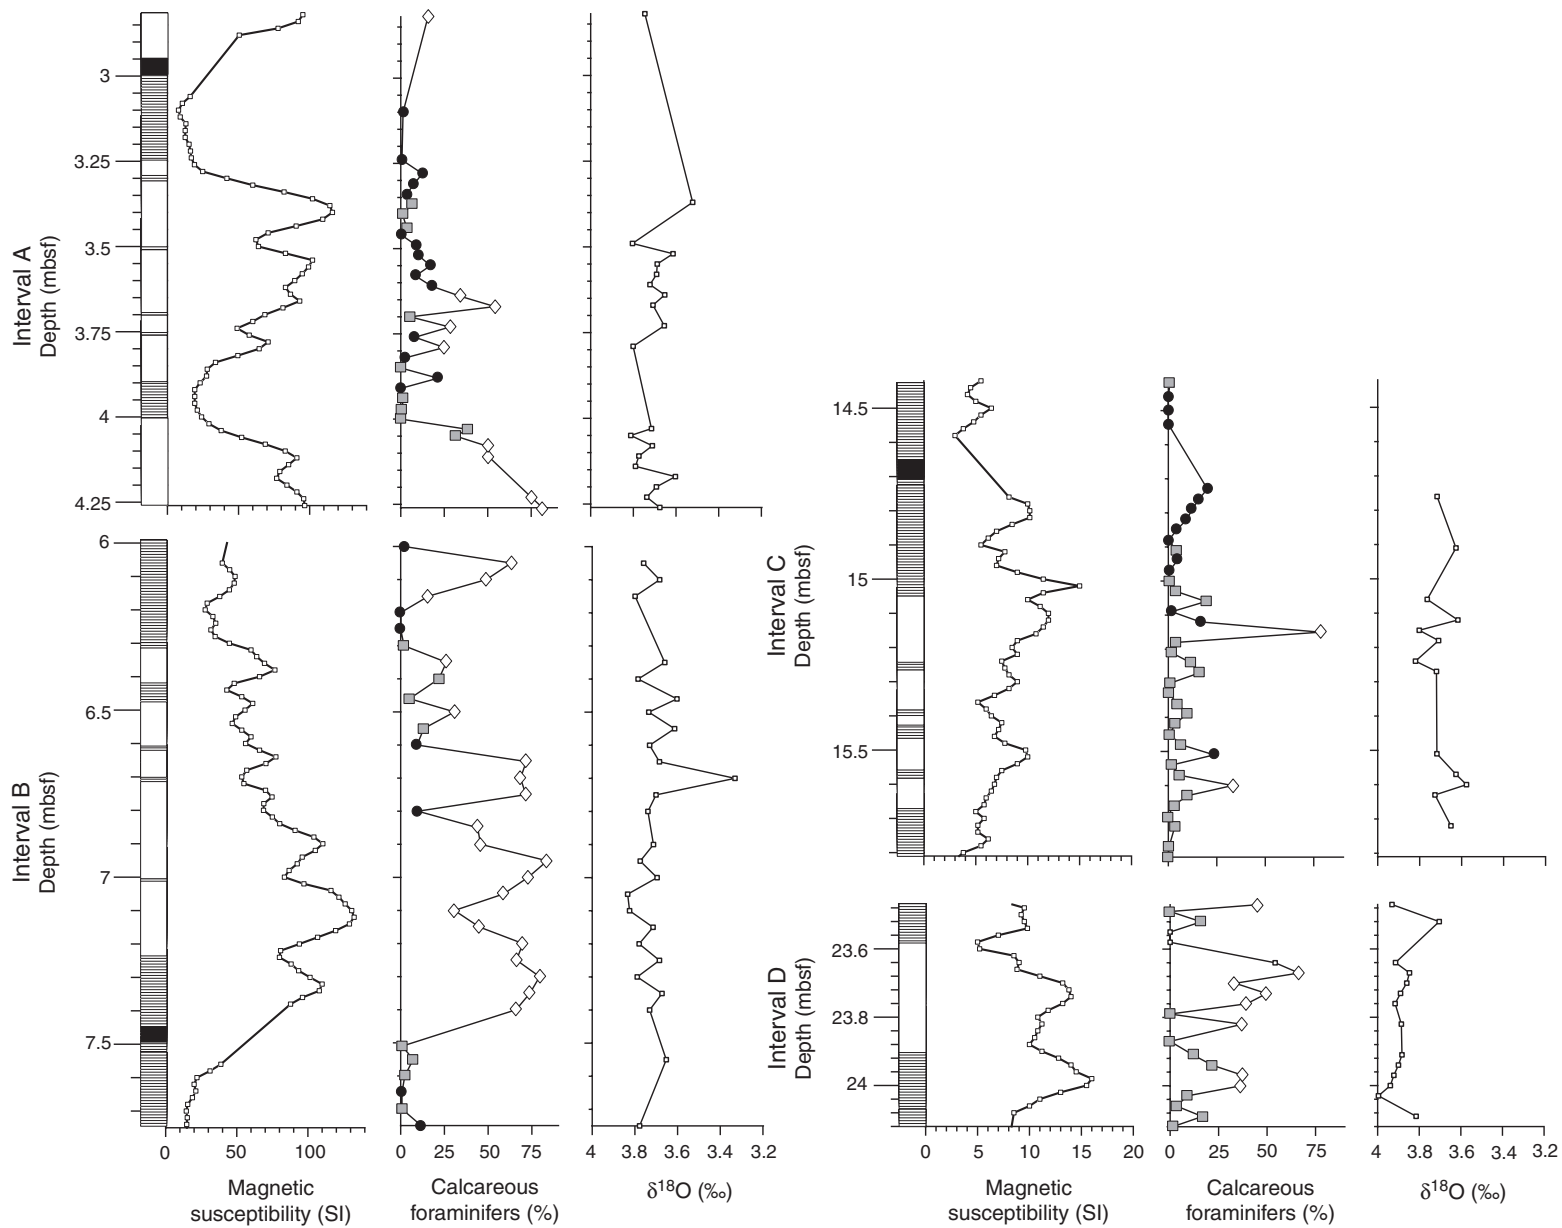 Interval A
Depth (mbsf)
3
3.25
3.5
3.75
4
4.25
Interval B
Depth (mbsf)
6
6.5
7
7.5
0 50 100
Magnetic
susceptibility (SI)
0 25 50 75
Calcareous
foraminifers (%)
4 3.8 3.6 3.4 3.2
δ18O (‰)
Interval C
Depth (mbsf)
14.5
15
15.5
Interval D
Depth (mbsf)
23.6
23.8
24
0 5 10 15 20
Magnetic
susceptibility (SI)
0 25 50 75
Calcareous
foraminifers (%)
4 3.8 3.6 3.4 3.2
δ18O (‰)